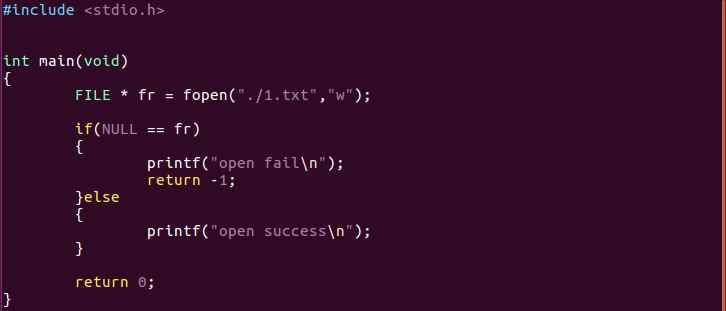 #include <stdio.h>
int main(void)
{
FILE * fr = fopen("./1.txt","w");
if(NULL == fr)
{
printf("open fail\n");
return -1;
}else
{
printf("open success\n");
}
return 0;
}